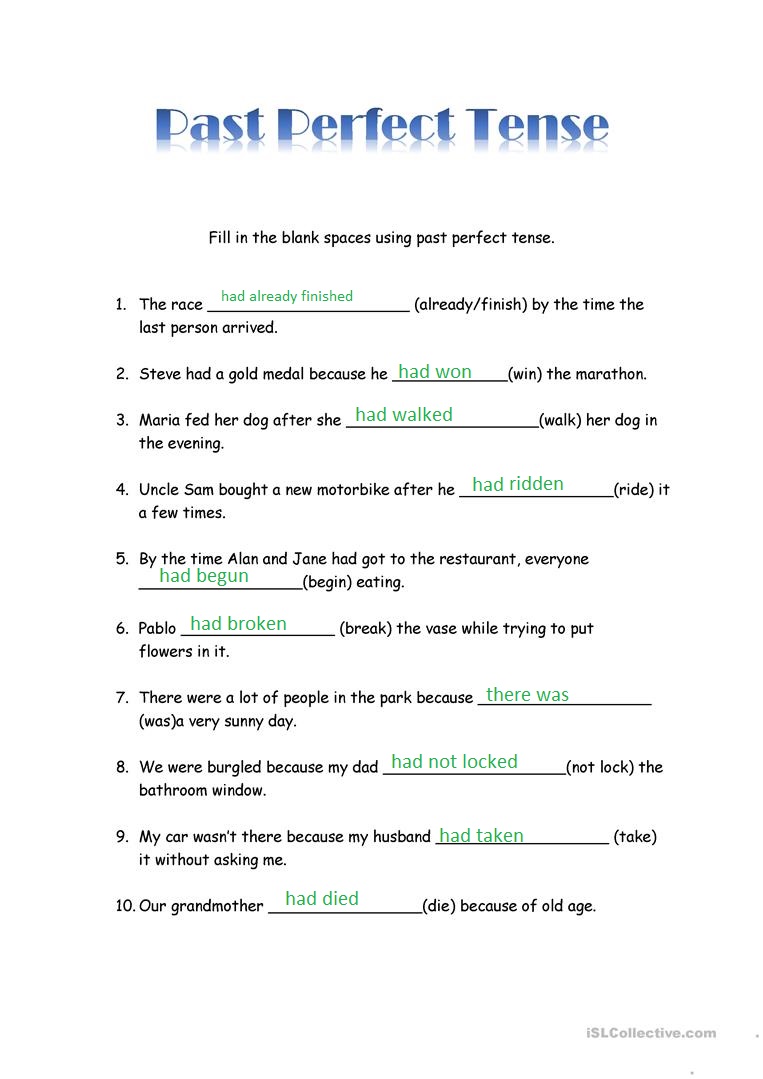 Past Perfect Tense
Fill in the blank spaces using past perfect tense.
1. The race had already finished (already/finish) by the time the
last person arrived.
2. Steve had a gold medal because he had won (win) the marathon.
3. Maria fed her dog after she had walked (walk) her dog in
the evening.
4. Uncle Sam bought a new motorbike after he had ridden (ride) it
a few times.
5. By the time Alan and Jane had got to the restaurant, everyone
had begun (begin) eating.
6. Pablo had broken (break) the vase while trying to put
flowers in it.
7. There were a lot of people in the park because there was
(was)a very sunny day.
8. We were burgled because my dad had not locked (not lock) the
bathroom window.
9. My car wasn't there because my husband had taken (take)
it without asking me.
10. Our grandmother had died (die) because of old age.
iSLCollective.com